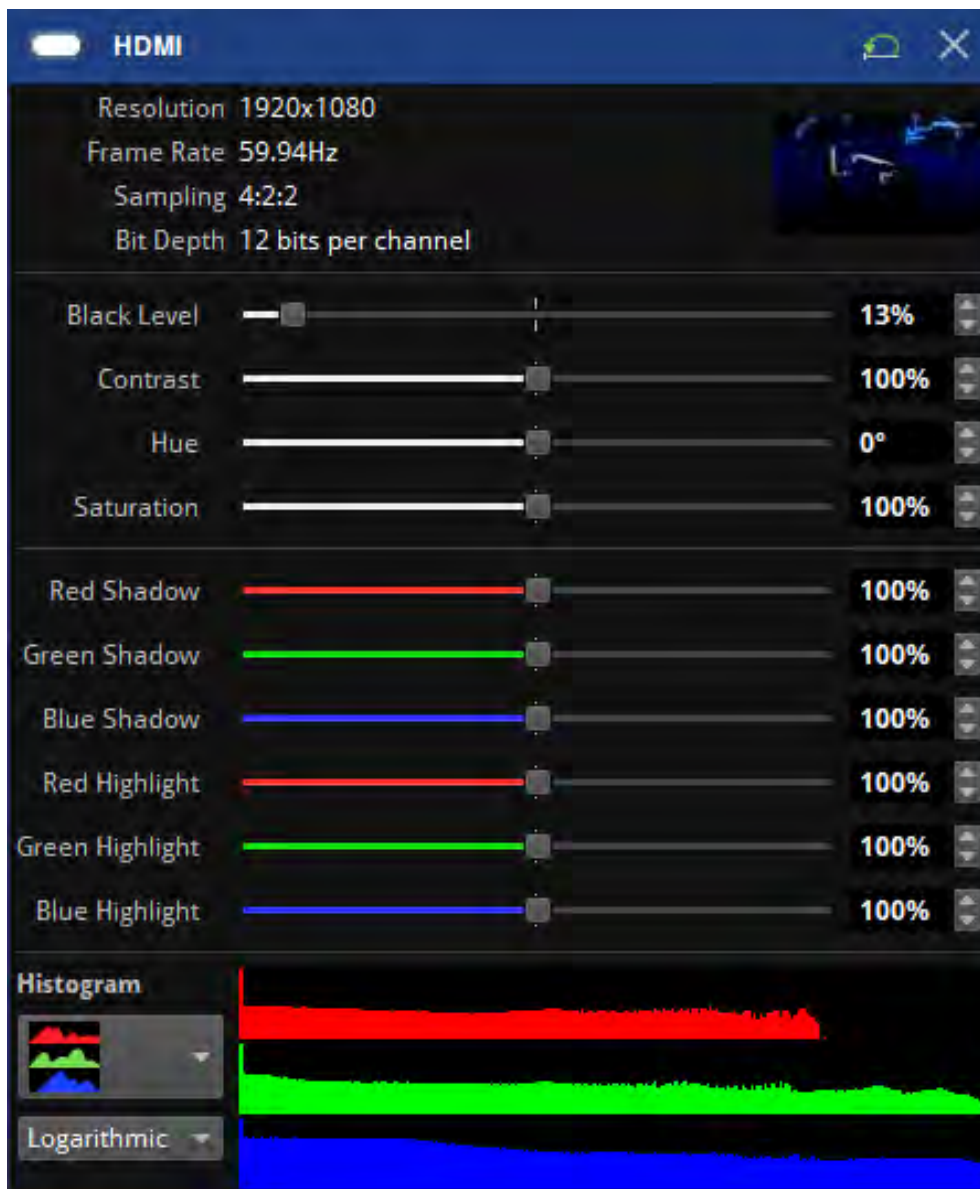 HDMI
Resolution 1920x1080
Frame Rate 59.94Hz
Sampling 4:2:2
Bit Depth 12 bits per channel
Black Level 13%
Contrast 100%
Hue 0°
Saturation 100%
Red Shadow 100%
Green Shadow 100%
Blue Shadow 100%
Red Highlight 100%
Green Highlight 100%
Blue Highlight 100%
Histogram
Logarithmic